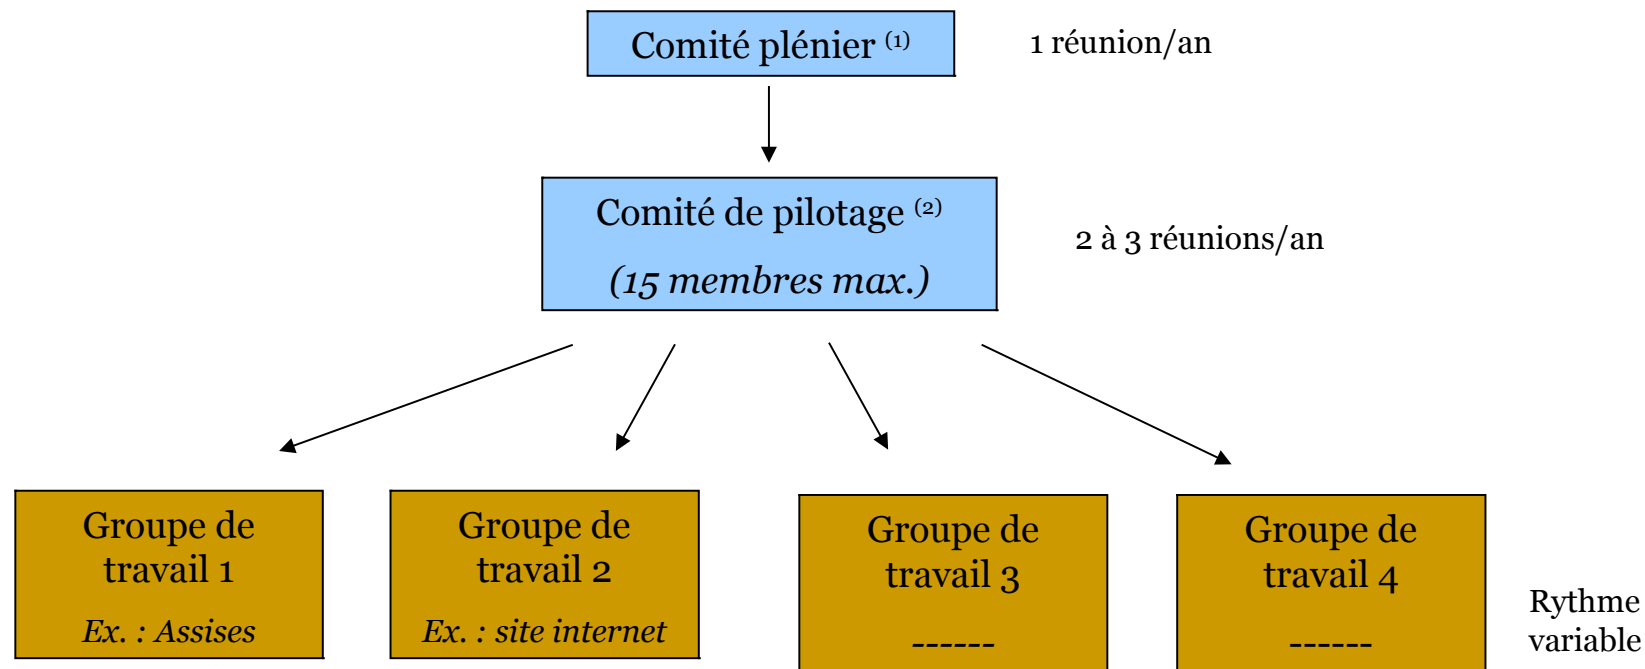 Comité plénier (1)
1 réunion/an
Comité de pilotage (2)
(15 membres max.)
2 à 3 réunions/an
Groupe de
travail 1
Ex. : Assises
Groupe de
travail 2
Ex. : site internet
Groupe de
travail 3
------
Groupe de
travail 4
------
Rythme
variable